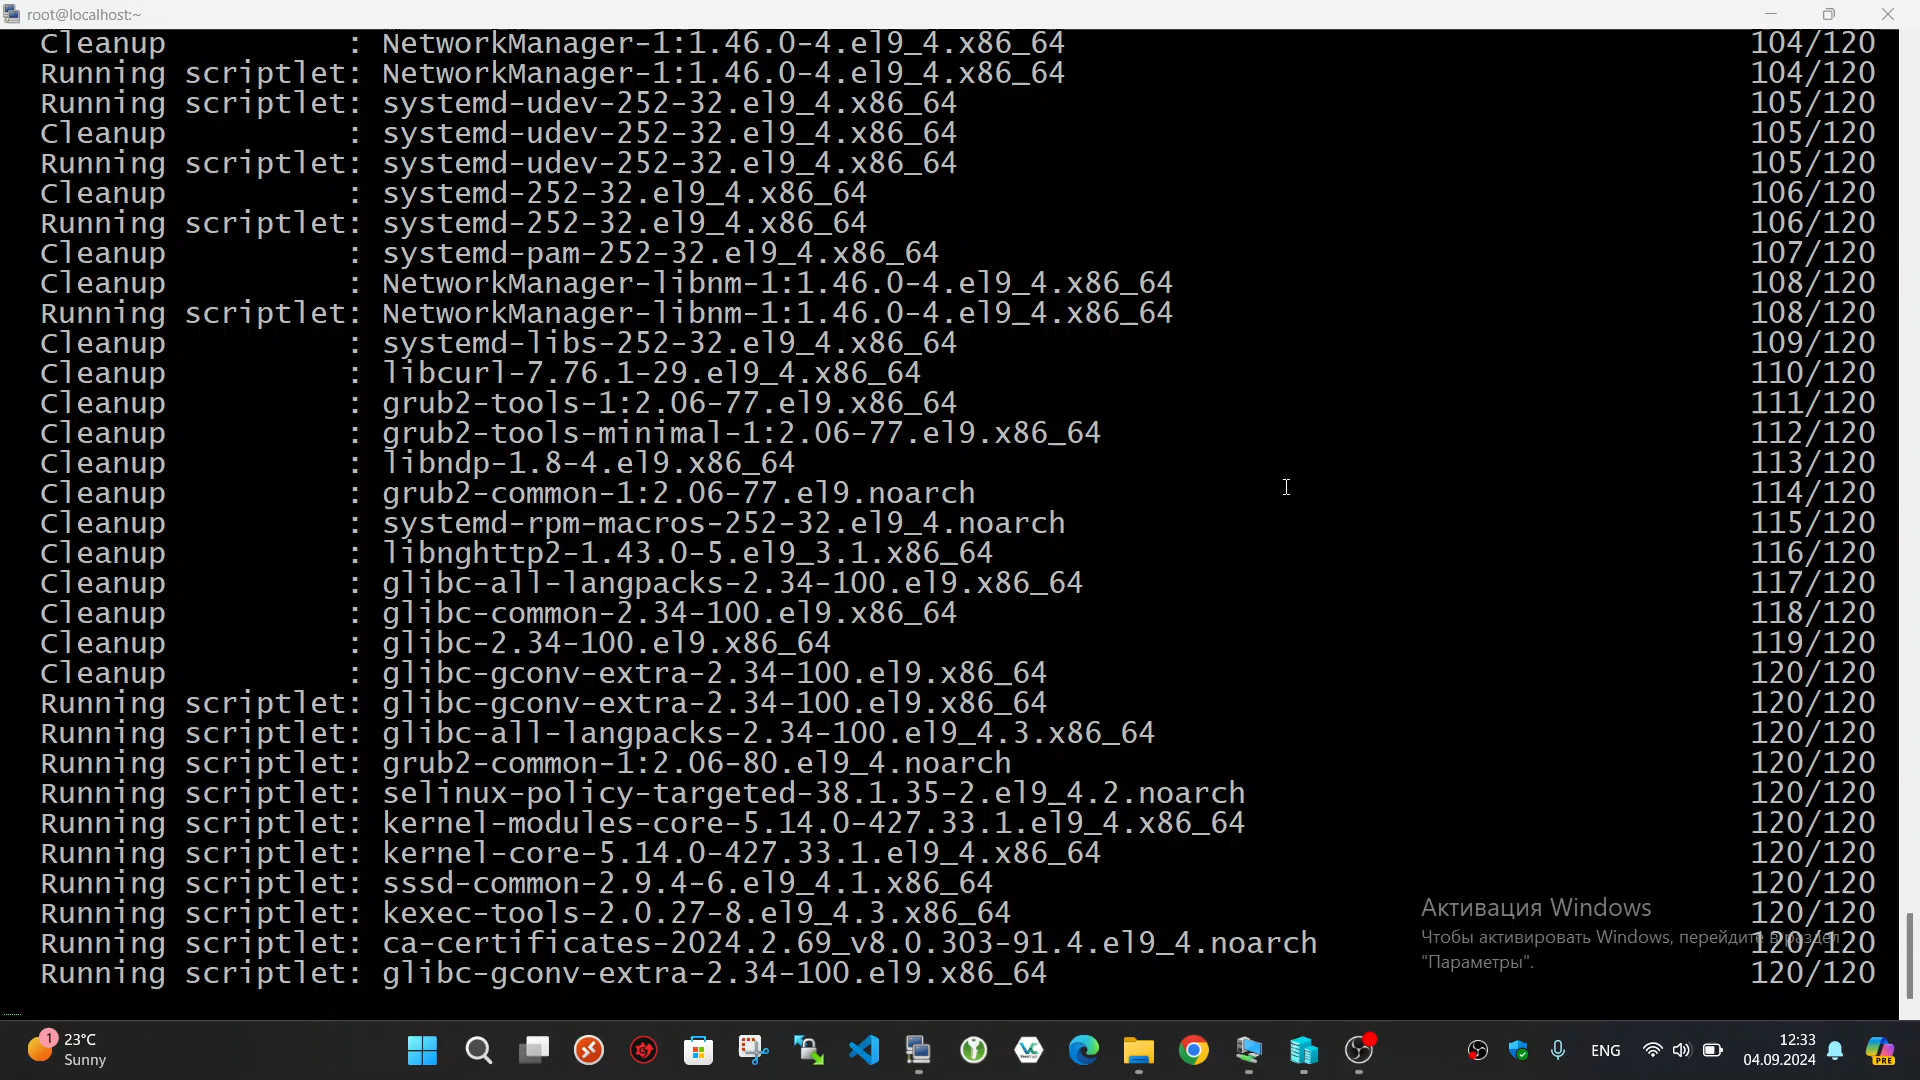 root@localhost:~
Cleanup : NetworkManager-1:1.46.0-4.el9_4.x86_64 104/120
Running scriptlet: NetworkManager-1:1.46.0-4.el9_4.x86_64 104/120
Running scriptlet: systemd-udev-252-32.el9_4.x86_64 105/120
Cleanup : systemd-udev-252-32.el9_4.x86_64 105/120
Running scriptlet: systemd-udev-252-32.el9_4.x86_64 105/120
Cleanup : systemd-252-32.el9_4.x86_64 106/120
Running scriptlet: systemd-252-32.el9_4.x86_64 106/120
Cleanup : systemd-pam-252-32.el9_4.x86_64 107/120
Cleanup : NetworkManager-libnm-1:1.46.0-4.el9_4.x86_64 108/120
Running scriptlet: NetworkManager-libnm-1:1.46.0-4.el9_4.x86_64 108/120
Cleanup : systemd-libs-252-32.el9_4.x86_64 109/120
Cleanup : libcurl-7.76.1-29.el9_4.x86_64 110/120
Cleanup : grub2-tools-1:2.06-77.el9.x86_64 111/120
Cleanup : grub2-tools-minimal-1:2.06-77.el9.x86_64 112/120
Cleanup : libndp-1.8-4.el9.x86_64 113/120
Cleanup : grub2-common-1:2.06-77.el9.noarch 114/120
Cleanup : systemd-rpm-macros-252-32.el9_4.noarch 115/120
Cleanup : libnghttp2-1.43.0-5.el9_3.1.x86_64 116/120
Cleanup : glibc-all-langpacks-2.34-100.el9.x86_64 117/120
Cleanup : glibc-common-2.34-100.el9.x86_64 118/120
Cleanup : glibc-2.34-100.el9.x86_64 119/120
Cleanup : glibc-gconv-extra-2.34-100.el9.x86_64 120/120
Running scriptlet: glibc-gconv-extra-2.34-100.el9.x86_64 120/120
Running scriptlet: glibc-all-langpacks-2.34-100.el9_4.3.x86_64 120/120
Running scriptlet: grub2-common-1:2.06-80.el9_4.noarch 120/120
Running scriptlet: selinux-policy-targeted-38.1.35-2.el9_4.2.noarch 120/120
Running scriptlet: kernel-modules-core-5.14.0-427.33.1.el9_4.x86_64 120/120
Running scriptlet: kernel-core-5.14.0-427.33.1.el9_4.x86_64 120/120
Running scriptlet: sssd-common-2.9.4-6.el9_4.1.x86_64 120/120
Running scriptlet: kexec-tools-2.0.27-8.el9_4.3.x86_64 120/120
Running scriptlet: ca-certificates-2024.2.69_v8.0.303-91.4.el9_4.noarch 120/120
Running scriptlet: glibc-gconv-extra-2.34-100.el9.x86_64 120/120
Активация Windows
Чтобы активировать Windows, перейдите в раздел
"Параметры".
1
23°C
Sunny
ENG
12:33
04.09.2024
PRE